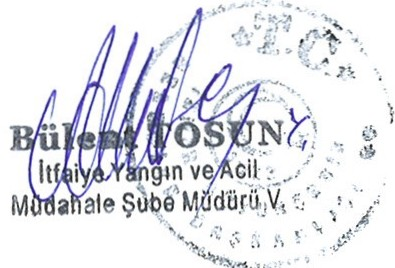 T.C.
Bülent TOSUN
İtfaiye Yangın ve Acil
Müdahale Şube Müdürü V.